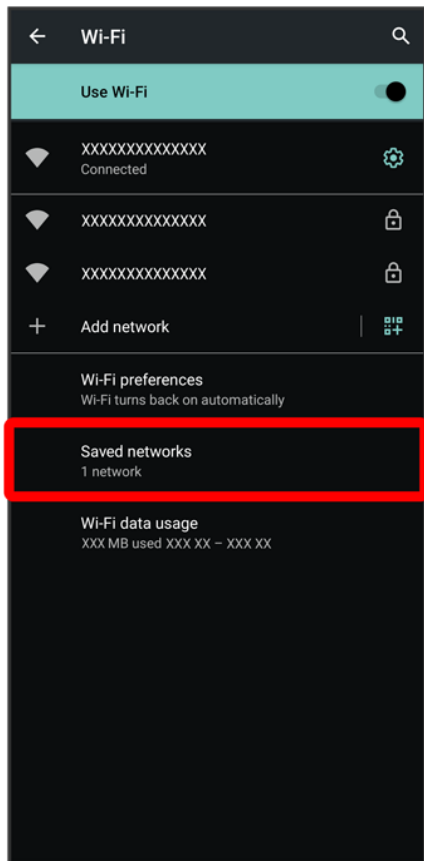 Wi-Fi
Use Wi-Fi
XXXXXXXXXXXXXX
Connected
XXXXXXXXXXXXXX
XXXXXXXXXXXXXX
Add network
Wi-Fi preferences
Wi-Fi turns back on automatically
Saved networks
1 network
Wi-Fi data usage
XXX MB used XXX XX – XXX XX